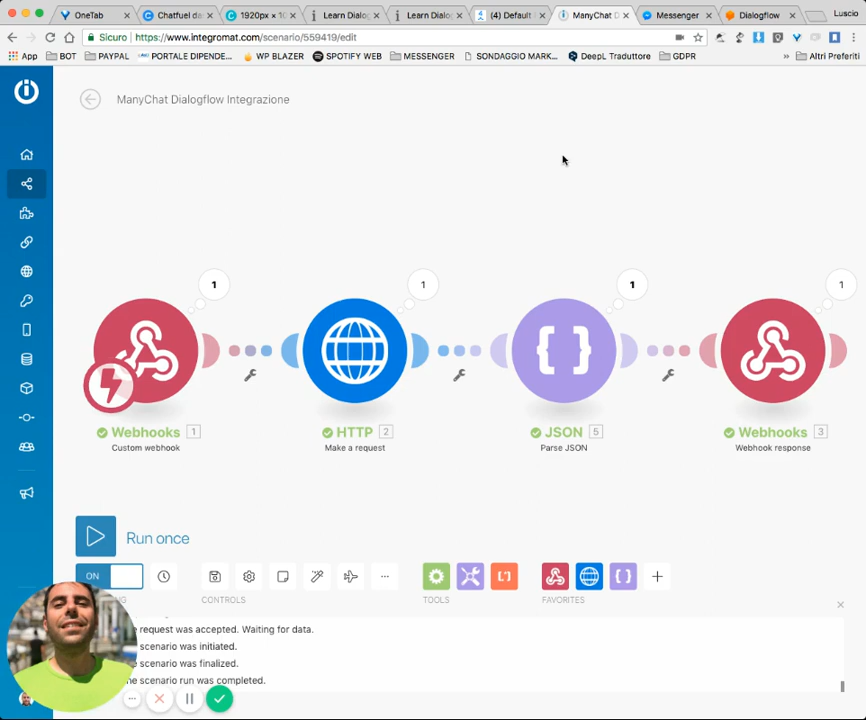 OneTab
Chatfuel da
1920px × 10
Learn Dialog
Learn Dialog
(4) Default
ManyChat D
Messenger
Dialogflow
Luscio
Sicuro
https://www.integromat.com/scenario/559419/edit
App
BOT
PAYPAL
PORTALE DIPENDE...
WP BLAZER
SPOTIFY WEB
MESSENGER
SONDAGGIO MARK...
DeepL Traduttore
GDPR
»
Altri Preferiti
ManyChat Dialogflow Integrazione
1
1
1
1
Webhooks 1
Custom webhook
HTTP 2
Make a request
JSON 5
Parse JSON
Webhooks 3
Webhook response
Run once
ON
NG
CONTROLS
TOOLS
FAVORITES
e request was accepted. Waiting for data.
e scenario was initiated.
e scenario was finalized.
e scenario run was completed.